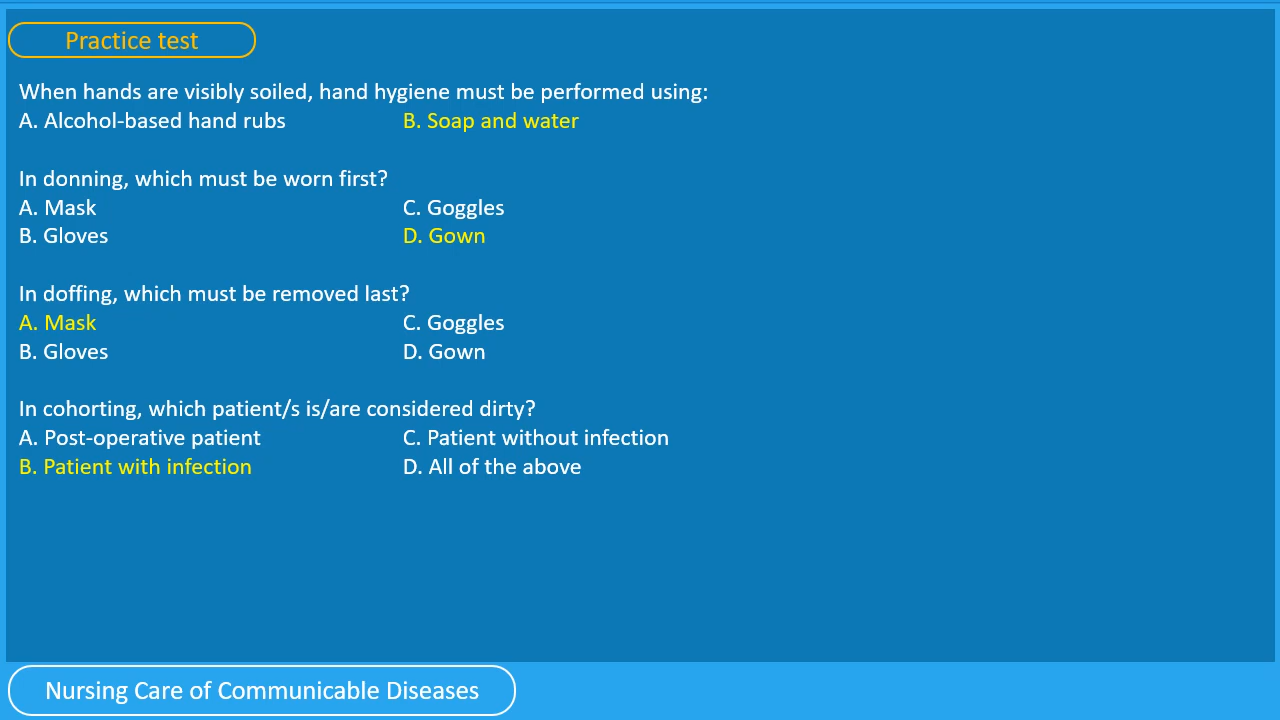 Practice test
When hands are visibly soiled, hand hygiene must be performed using:
A. Alcohol-based hand rubs B. Soap and water
In donning, which must be worn first?
A. Mask C. Goggles
B. Gloves D. Gown
In doffing, which must be removed last?
A. Mask C. Goggles
B. Gloves D. Gown
In cohorting, which patient/s is/are considered dirty?
A. Post-operative patient C. Patient without infection
B. Patient with infection D. All of the above
Nursing Care of Communicable Diseases